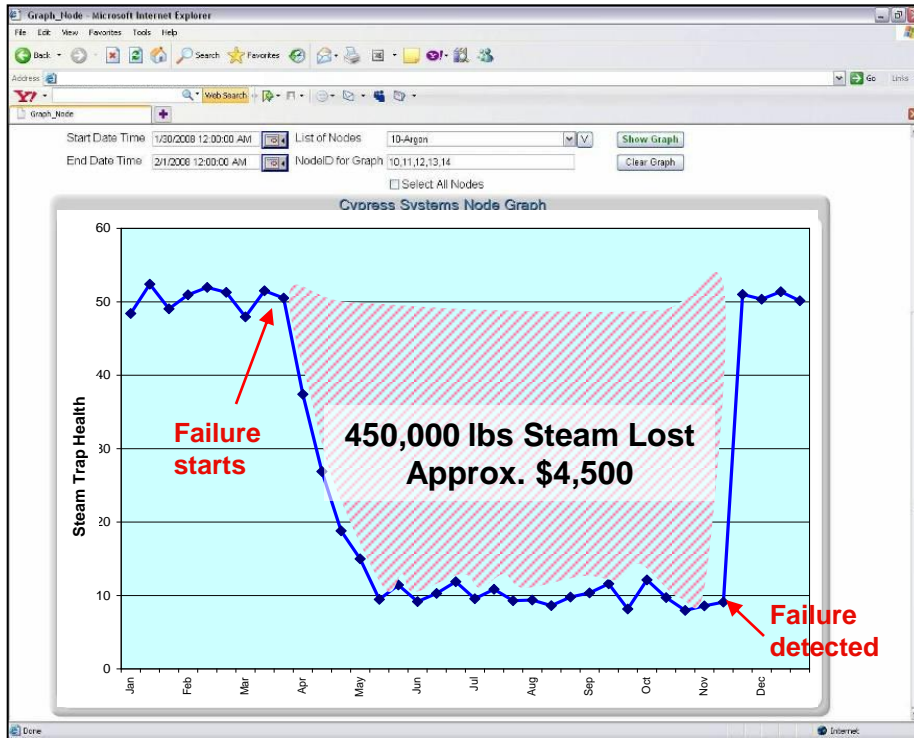 Graph_Node - Microsoft Internet Explorer
File Edit View Favorites Tools Help
Back Search Favorites
Address Go Links
Y! Web Search
Graph_Node
Start Date Time 1/30/2008 12:00:00 AM List of Nodes 10-Argon V Show Graph
End Date Time 2/1/2008 12:00:00 AM NodeID for Graph 10,11,12,13,14 Clear Graph
Select All Nodes
Cypress Systems Node Graph
60
50
40
30
20
10
0
Steam Trap Health
Failure
starts
450,000 lbs Steam Lost
Approx. $4,500
Failure
detected
Jan Feb Mar Apr May Jun Jul Aug Sep Oct Nov Dec
Done Internet